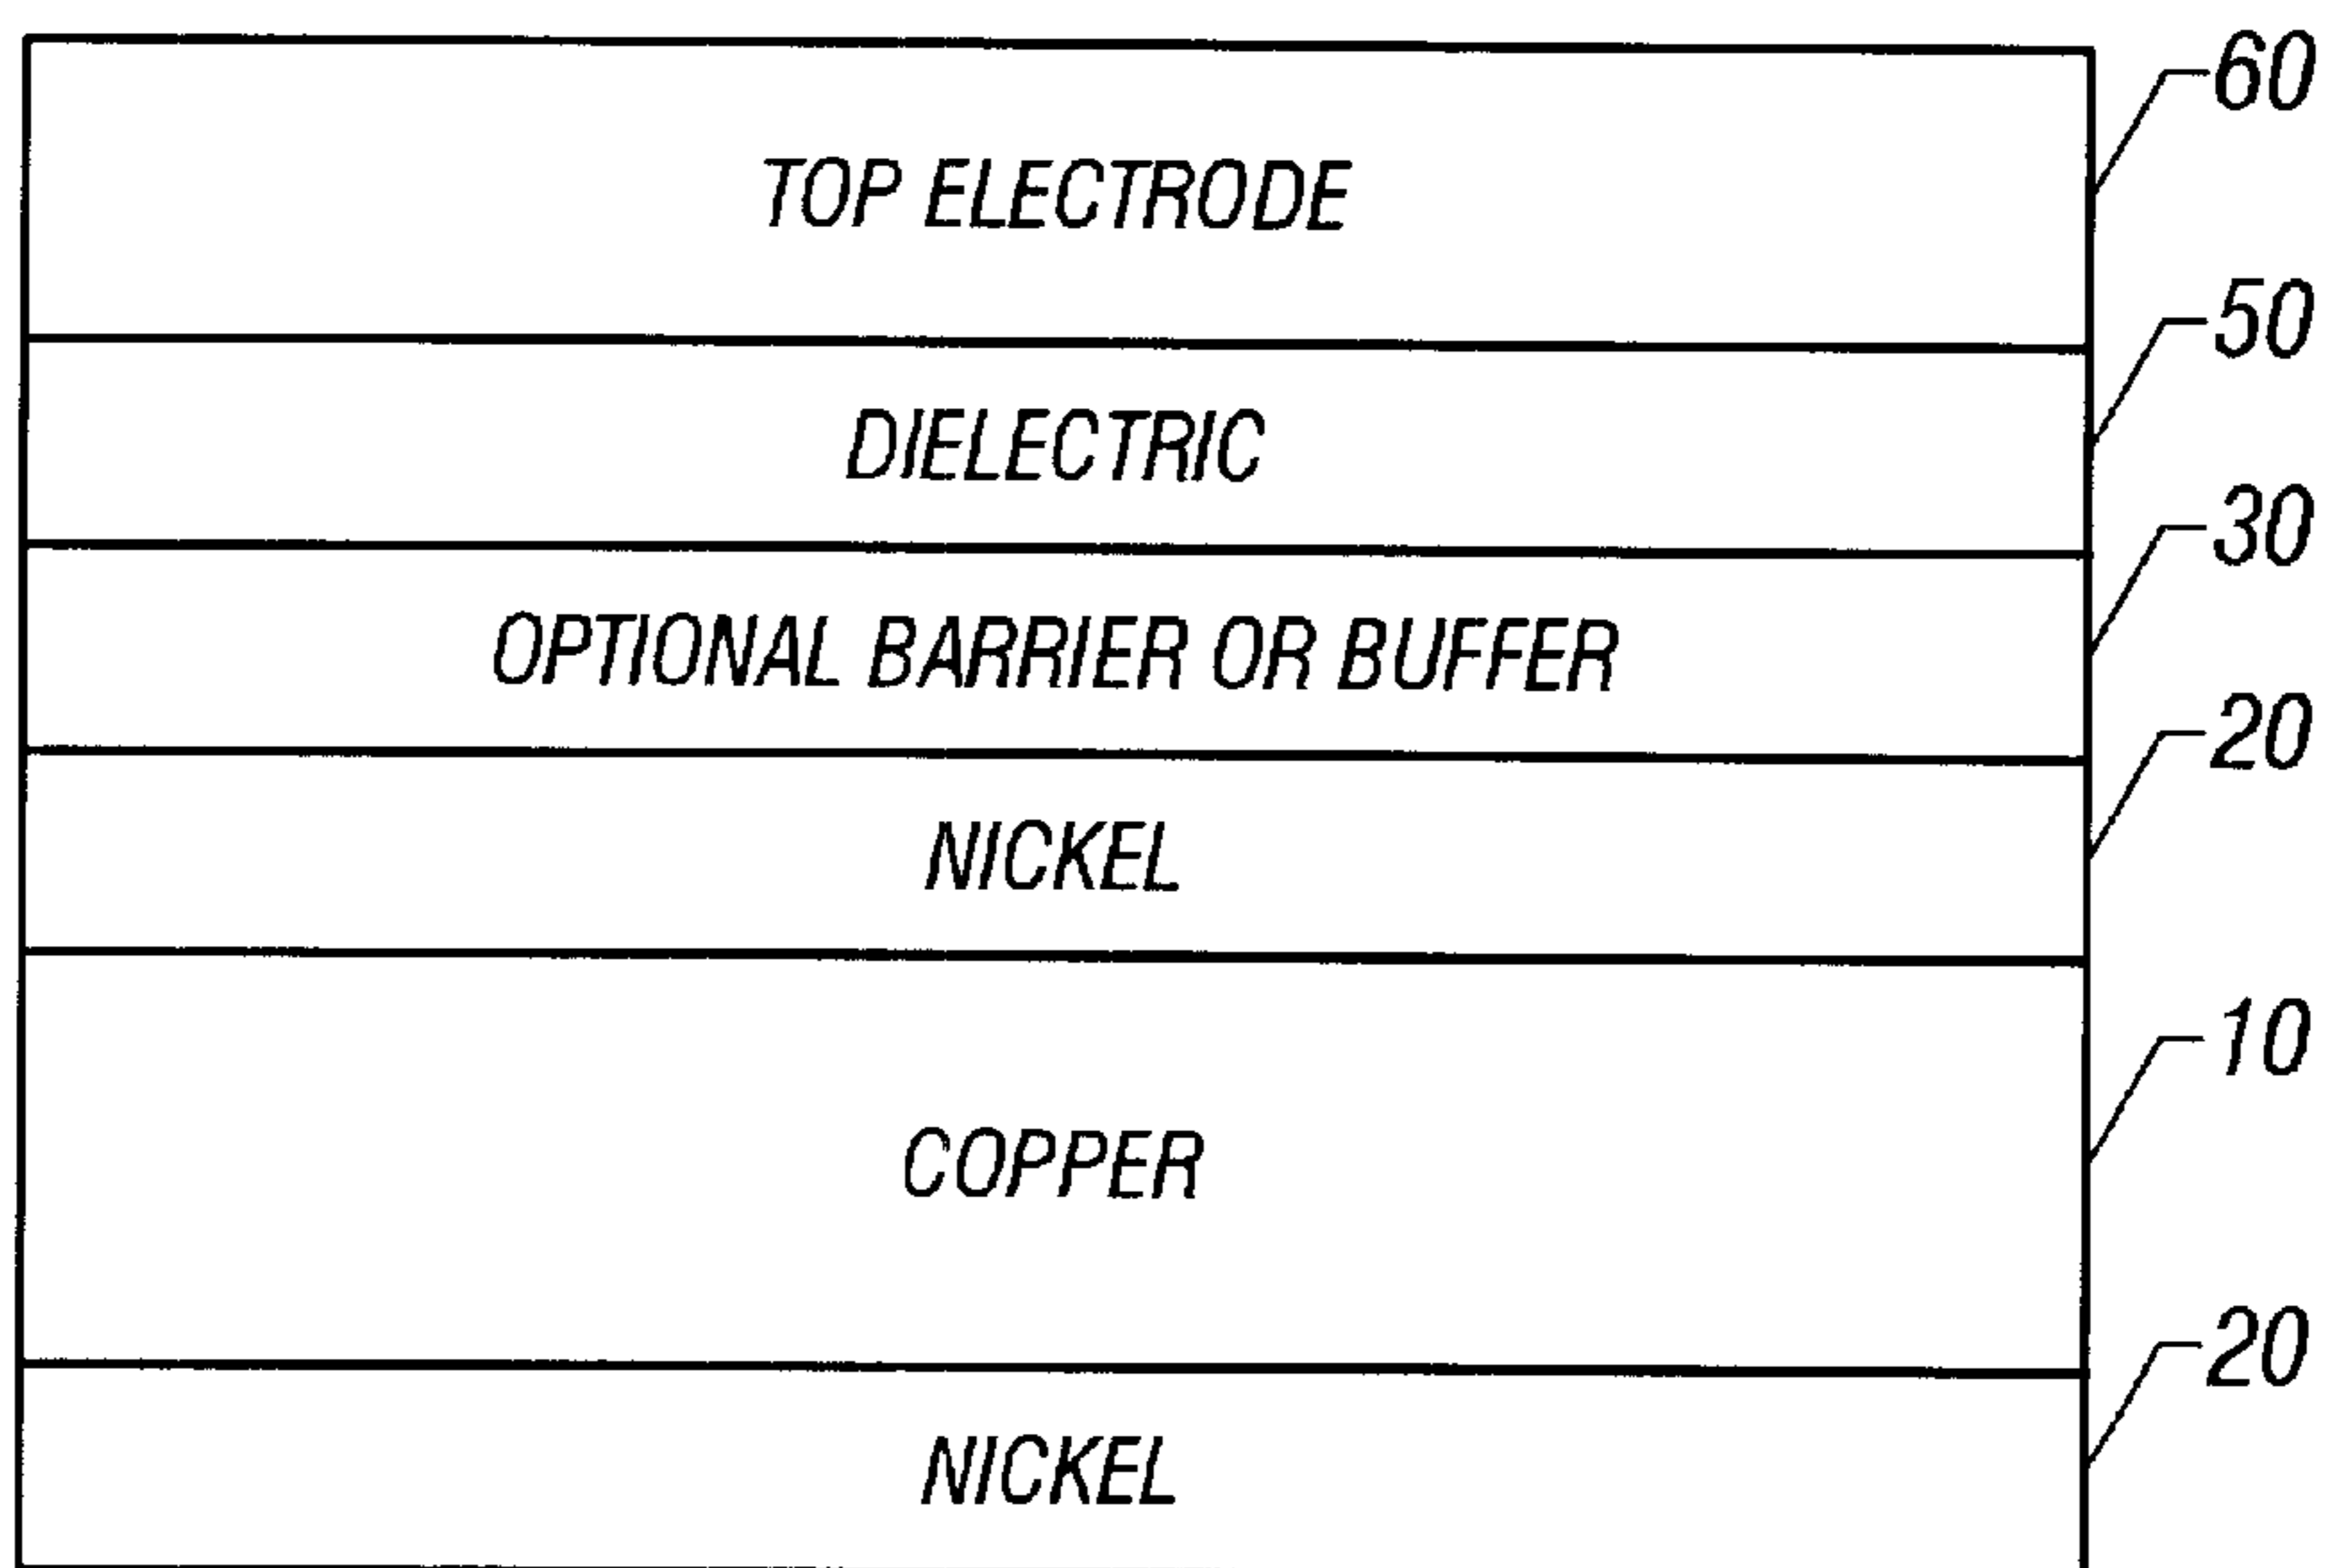 60
TOP ELECTRODE
50
DIELECTRIC
30
OPTIONAL BARRIER OR BUFFER
20
NICKEL
10
COPPER
20
NICKEL